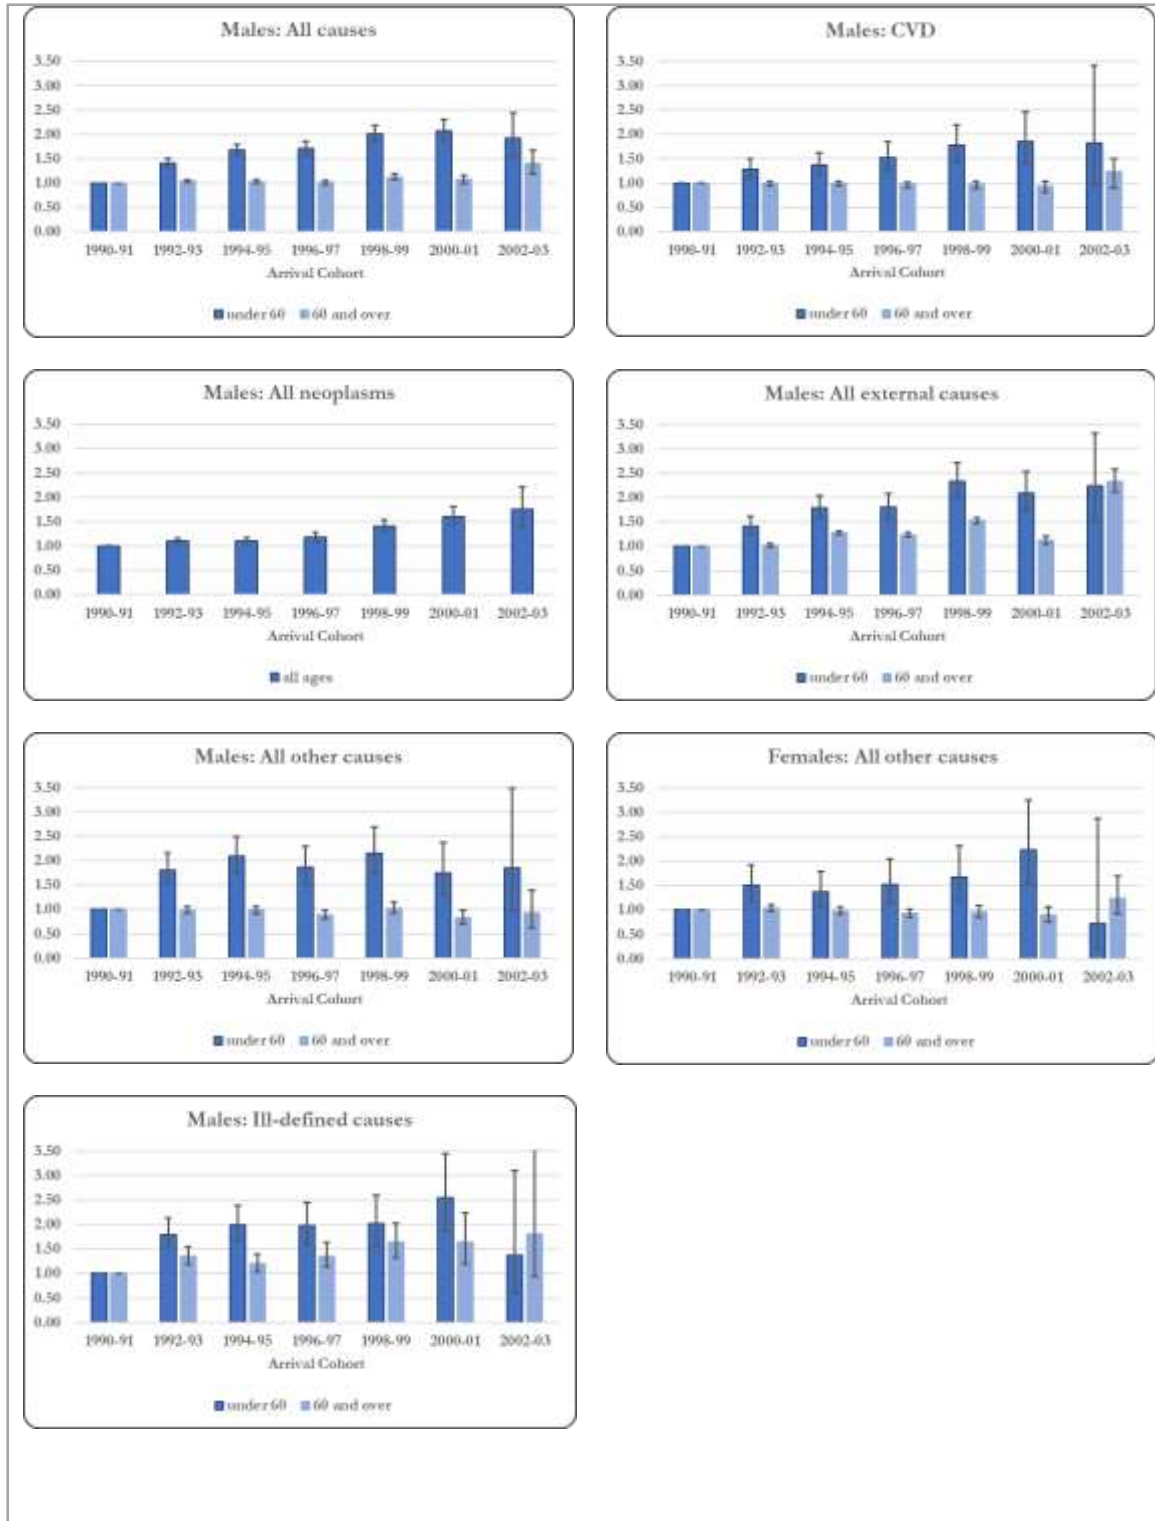 Males: All causes
3.50
3.00
2.50
2.00
1.50
1.00
0.50
0.00
1990-91 1992-93 1994-95 1996-97 1998-99 2000-01 2002-03
Arrival Cohort
under 60 60 and over
Males: CVD
3.50
3.00
2.50
2.00
1.50
1.00
0.50
0.00
1990-91 1992-93 1994-95 1996-97 1998-99 2000-01 2002-03
Arrival Cohort
under 60 60 and over
Males: All neoplasms
3.50
3.00
2.50
2.00
1.50
1.00
0.50
0.00
1990-91 1992-93 1994-95 1996-97 1998-99 2000-01 2002-03
Arrival Cohort
all ages
Males: All external causes
3.50
3.00
2.50
2.00
1.50
1.00
0.50
0.00
1990-91 1992-93 1994-95 1996-97 1998-99 2000-01 2002-03
Arrival Cohort
under 60 60 and over
Males: All other causes
3.50
3.00
2.50
2.00
1.50
1.00
0.50
0.00
1990-91 1992-93 1994-95 1996-97 1998-99 2000-01 2002-03
Arrival Cohort
under 60 60 and over
Females: All other causes
3.50
3.00
2.50
2.00
1.50
1.00
0.50
0.00
1990-91 1992-93 1994-95 1996-97 1998-99 2000-01 2002-03
Arrival Cohort
under 60 60 and over
Males: Ill-defined causes
3.50
3.00
2.50
2.00
1.50
1.00
0.50
0.00
1990-91 1992-93 1994-95 1996-97 1998-99 2000-01 2002-03
Arrival Cohort
under 60 60 and over